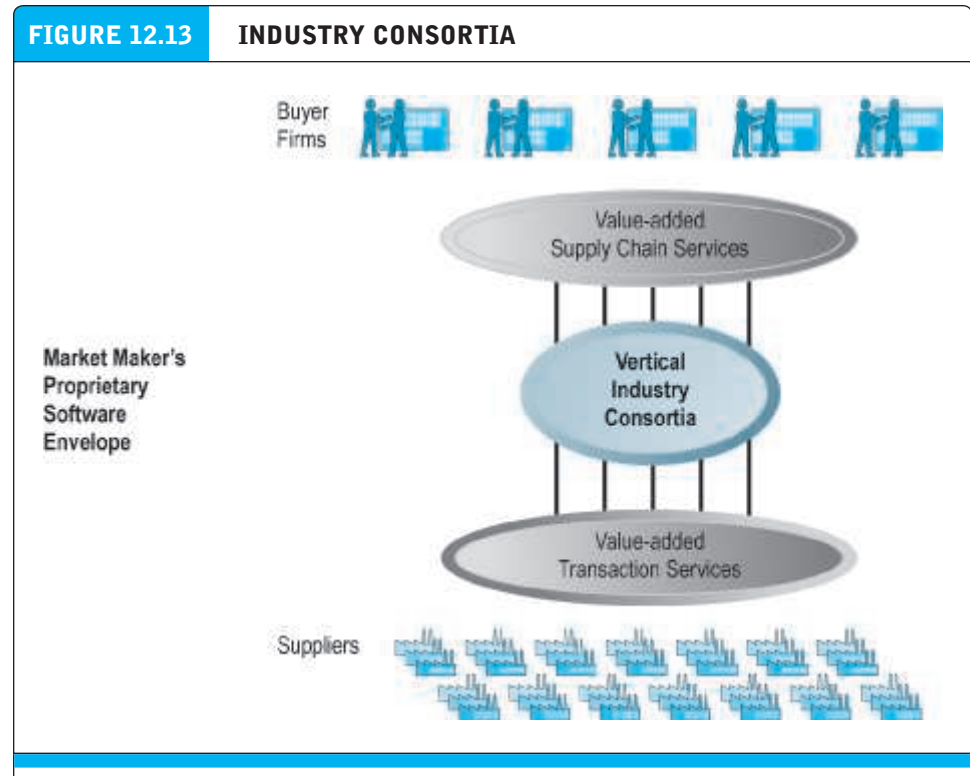 FIGURE 12.13 INDUSTRY CONSORTIA
Buyer
Firms
Value-added
Supply Chain Services
Market Maker's
Proprietary
Software
Envelope
Vertical
Industry
Consortia
Value-added
Transaction Services
Suppliers